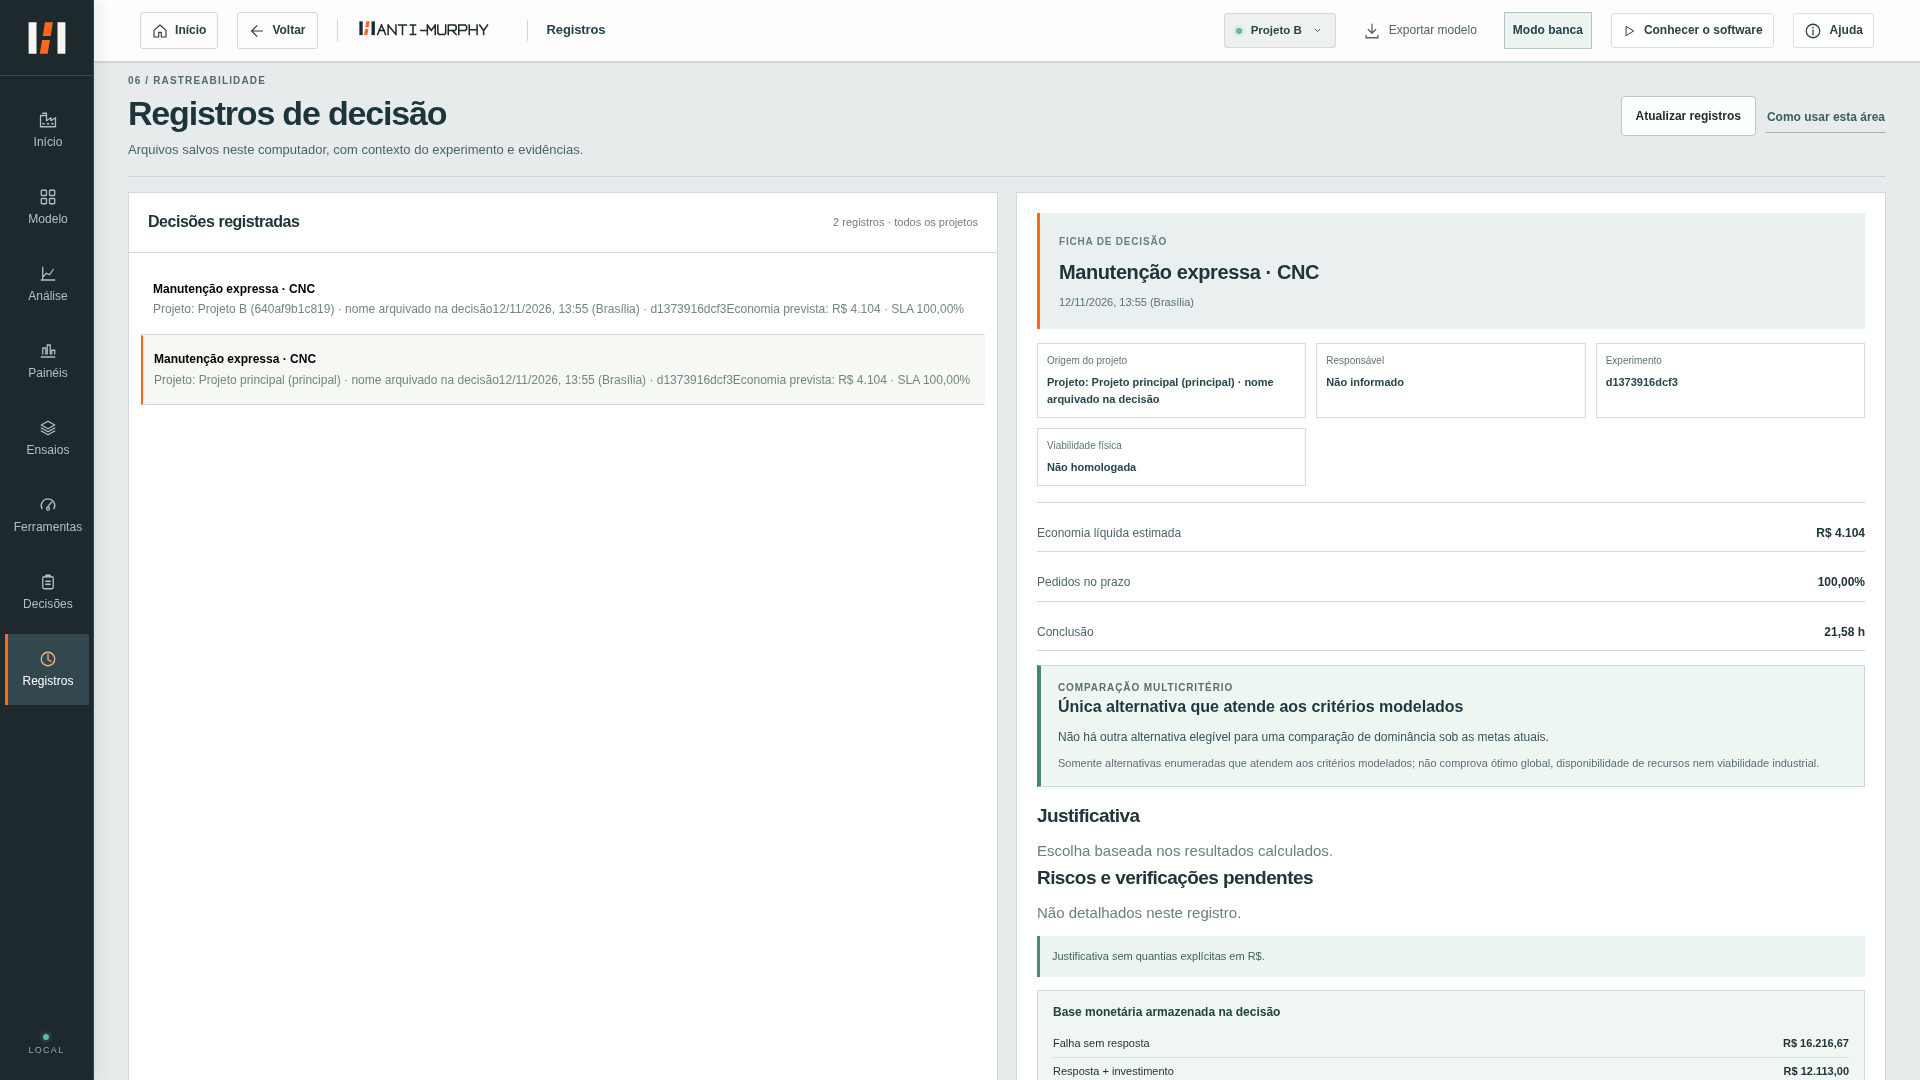 Início
Voltar
ANTI-MURPHY
Registros
Projeto B
Exportar modelo
Modo banca
Conhecer o software
Ajuda
Início
Modelo
Análise
Painéis
Ensaios
Ferramentas
Decisões
Registros
LOCAL
06 / RASTREABILIDADE
Registros de decisão
Arquivos salvos neste computador, com contexto do experimento e evidências.
Atualizar registros
Como usar esta área
Decisões registradas
2 registros · todos os projetos
Manutenção expressa · CNC
Projeto: Projeto B (640af9b1c819) · nome arquivado na decisão12/11/2026, 13:55 (Brasília) · d1373916dcf3Economia prevista: R$ 4.104 · SLA 100,00%
Manutenção expressa · CNC
Projeto: Projeto principal (principal) · nome arquivado na decisão12/11/2026, 13:55 (Brasília) · d1373916dcf3Economia prevista: R$ 4.104 · SLA 100,00%
FICHA DE DECISÃO
Manutenção expressa · CNC
12/11/2026, 13:55 (Brasília)
Origem do projeto
Projeto: Projeto principal (principal) · nome
arquivado na decisão
Responsável
Não informado
Experimento
d1373916dcf3
Viabilidade física
Não homologada
Economia líquida estimada
R$ 4.104
Pedidos no prazo
100,00%
Conclusão
21,58 h
COMPARAÇÃO MULTICRITÉRIO
Única alternativa que atende aos critérios modelados
Não há outra alternativa elegível para uma comparação de dominância sob as metas atuais.
Somente alternativas enumeradas que atendem aos critérios modelados; não comprova ótimo global, disponibilidade de recursos nem viabilidade industrial.
Justificativa
Escolha baseada nos resultados calculados.
Riscos e verificações pendentes
Não detalhados neste registro.
Justificativa sem quantias explícitas em R$.
Base monetária armazenada na decisão
Falha sem resposta
R$ 16.216,67
Resposta + investimento
R$ 12.113,00